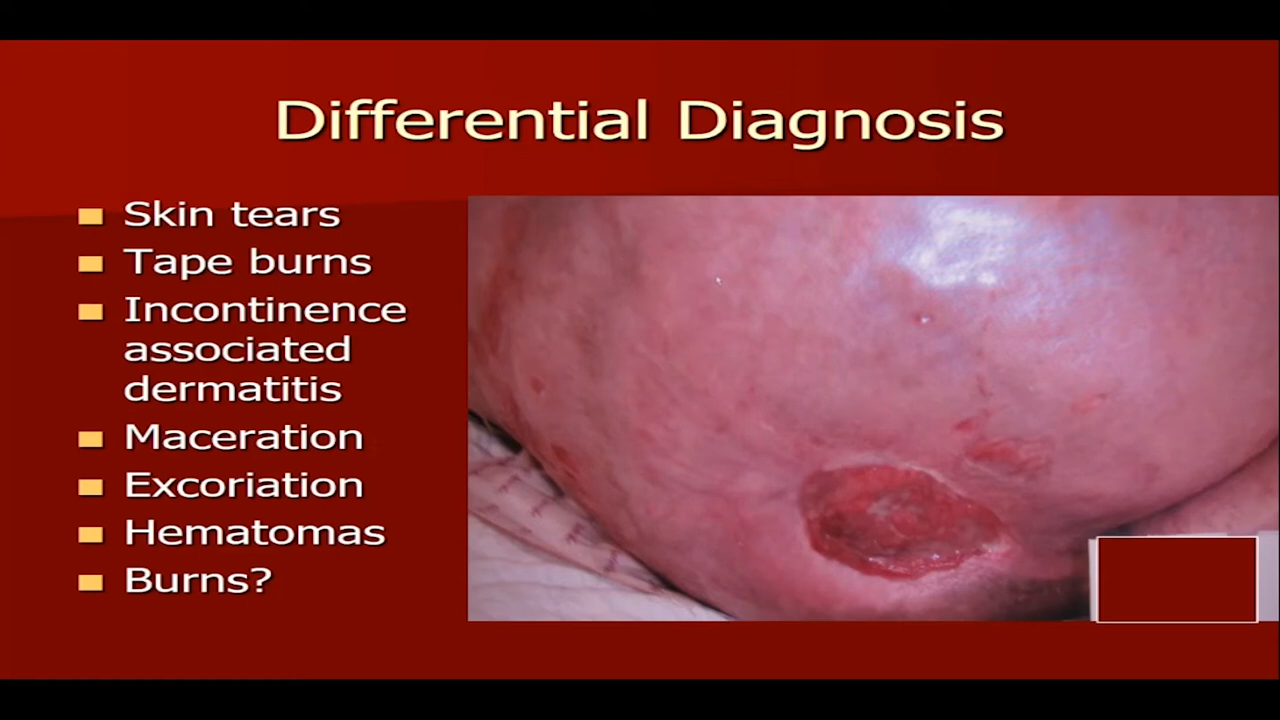 Differential Diagnosis
Skin tears
Tape burns
Incontinence
associated
dermatitis
Maceration
Excoriation
Hematomas
Burns?